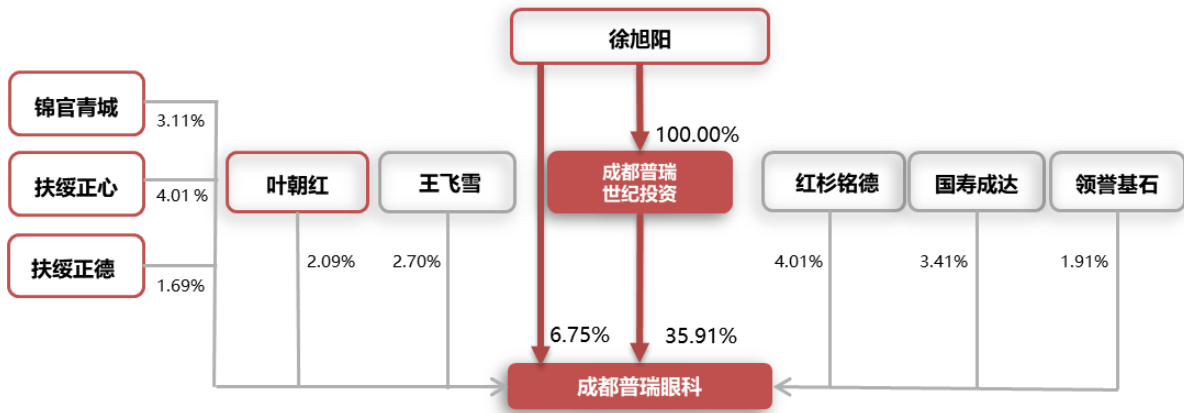 徐旭阳
锦官青城
3.11%
100.00%
扶绥正心
4.01 %
叶朝红
王飞雪
成都普瑞
世纪投资
红杉铭德
国寿成达
领誉基石
扶绥正德
1.69%
2.09%
2.70%
4.01%
3.41%
1.91%
6.75%
35.91%
成都普瑞眼科